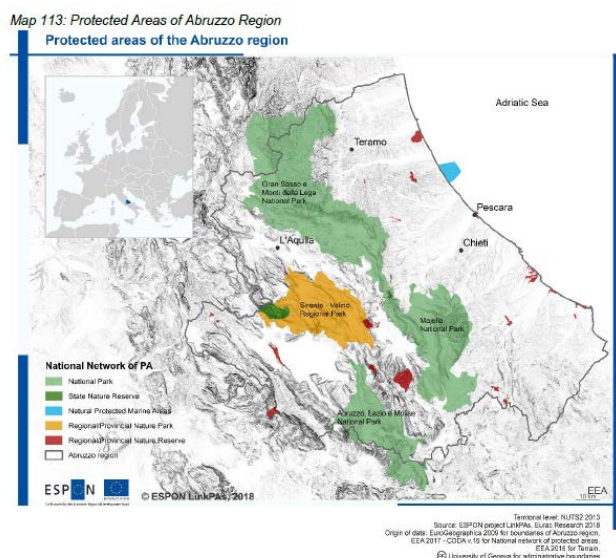 Map 113: Protected Areas of Abruzzo Region
Protected areas of the Abruzzo region
Adriatic Sea
Teramo
Gran Sasso e
Monti della Lega
National Park
Pescara
L'Aquila
Chieti
Sirente - Velino
Regional Park
Majella
National Park
National Network of PA
National Park
State Nature Reserve
Natural Protected Marine Areas
Regional/Provincial Nature Park
Regional/Provincial Nature Reserve
Abruzzo region
Abruzzo, Lazio e Molise
National Park
ESPON
© ESPON LinkPAs, 2018
EEA
10 km
Territorial level: NUTS2 2013
Source: ESPON project LinkPAs, Eurac Research 2018
Origin of data: EuroGeographics 2009 for boundaries of Abruzzo region,
EEA 2017 - CDDA v.15 for National network of protected areas,
EEA 2016 for Terrain,
University of Geneva for administrative boundaries